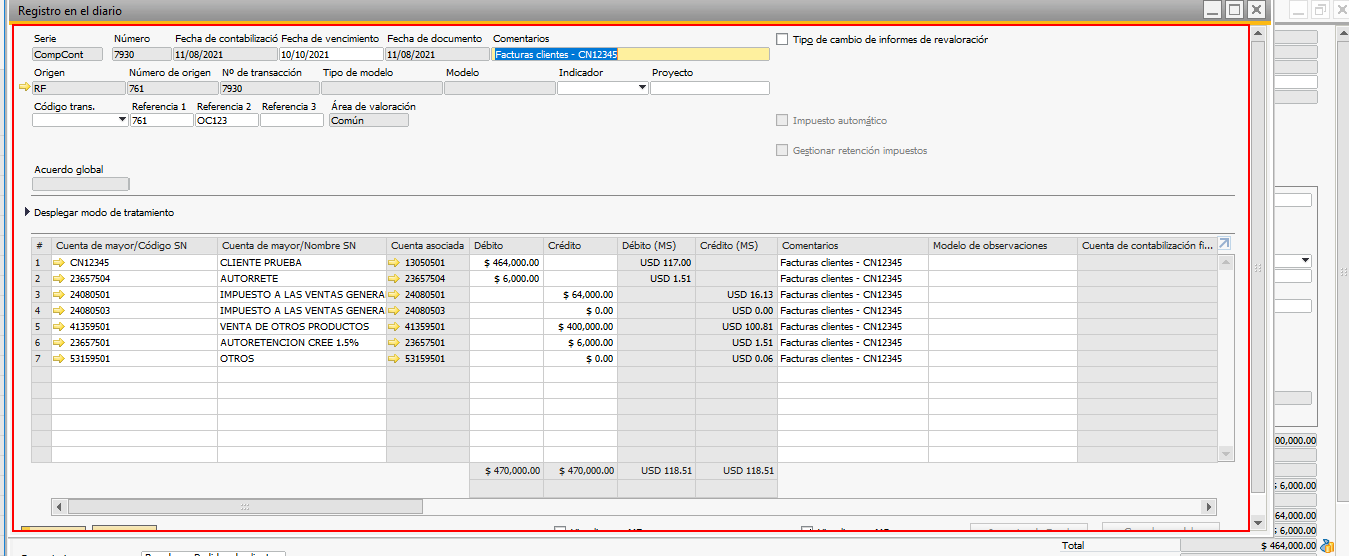 Registro en el diario
Serie Número Fecha de contabilizació Fecha de vencimiento Fecha de documento Comentarios
CompCont 7930 11/08/2021 10/10/2021 11/08/2021 Facturas clientes - CN12345
Tipo de cambio de informes de revaloraciór
Origen Número de origen Nº de transacción Tipo de modelo Modelo Indicador Proyecto
RF 761 7930
Código trans. Referencia 1 Referencia 2 Referencia 3 Área de valoración
761 OC123 Común
Impuesto automático
Gestionar retención impuestos
Acuerdo global
Desplegar modo de tratamiento
# Cuenta de mayor/Código SN Cuenta de mayor/Nombre SN Cuenta asociada Débito Crédito Débito (MS) Crédito (MS) Comentarios Modelo de observaciones Cuenta de contabilización fi...
1 CN12345 CLIENTE PRUEBA 13050501 $ 464,000.00 USD 117.00 Facturas clientes - CN12345
2 23657504 AUTORRETE 23657504 $ 6,000.00 USD 1.51 Facturas clientes - CN12345
3 24080501 IMPUESTO A LAS VENTAS GENERA 24080501 $ 64,000.00 USD 16.13 Facturas clientes - CN12345
4 24080503 IMPUESTO A LAS VENTAS GENERA 24080503 $ 0.00 USD 0.00 Facturas clientes - CN12345
5 41359501 VENTA DE OTROS PRODUCTOS 41359501 $ 400,000.00 USD 100.81 Facturas clientes - CN12345
6 23657501 AUTORETENCION CREE 1.5% 23657501 $ 6,000.00 USD 1.51 Facturas clientes - CN12345
7 53159501 OTROS 53159501 $ 0.00 USD 0.06 Facturas clientes - CN12345
00,000.00
$ 470,000.00 $ 470,000.00 USD 118.51 USD 118.51
$ 6,000.00
64,000.00
$ 6,000.00
Total $ 464,000.00